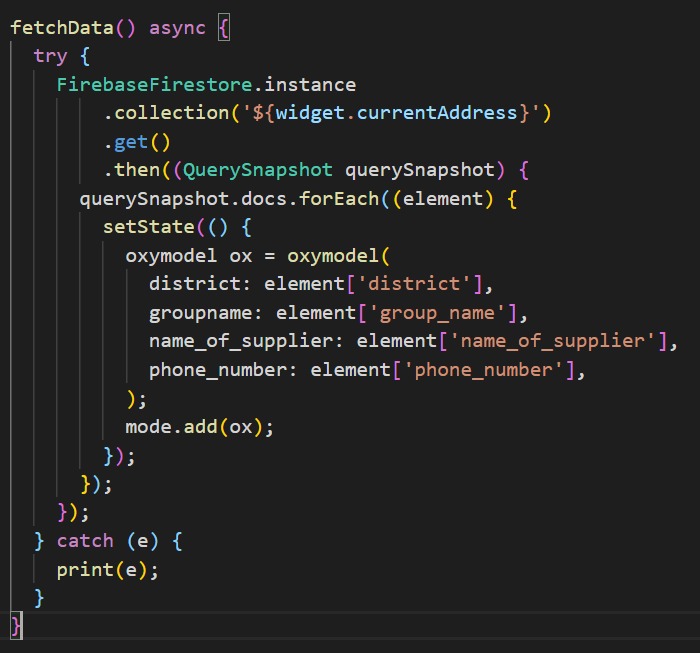 fetchData() async {
  try {
    FirebaseFirestore.instance
        .collection('${widget.currentAddress}')
        .get()
        .then((QuerySnapshot querySnapshot) {
      querySnapshot.docs.forEach((element) {
        setState(() {
          oxymodel ox = oxymodel(
            district: element['district'],
            groupname: element['group_name'],
            name_of_supplier: element['name_of_supplier'],
            phone_number: element['phone_number'],
          );
          mode.add(ox);
        });
      });
    });
  } catch (e) {
    print(e);
  }
}